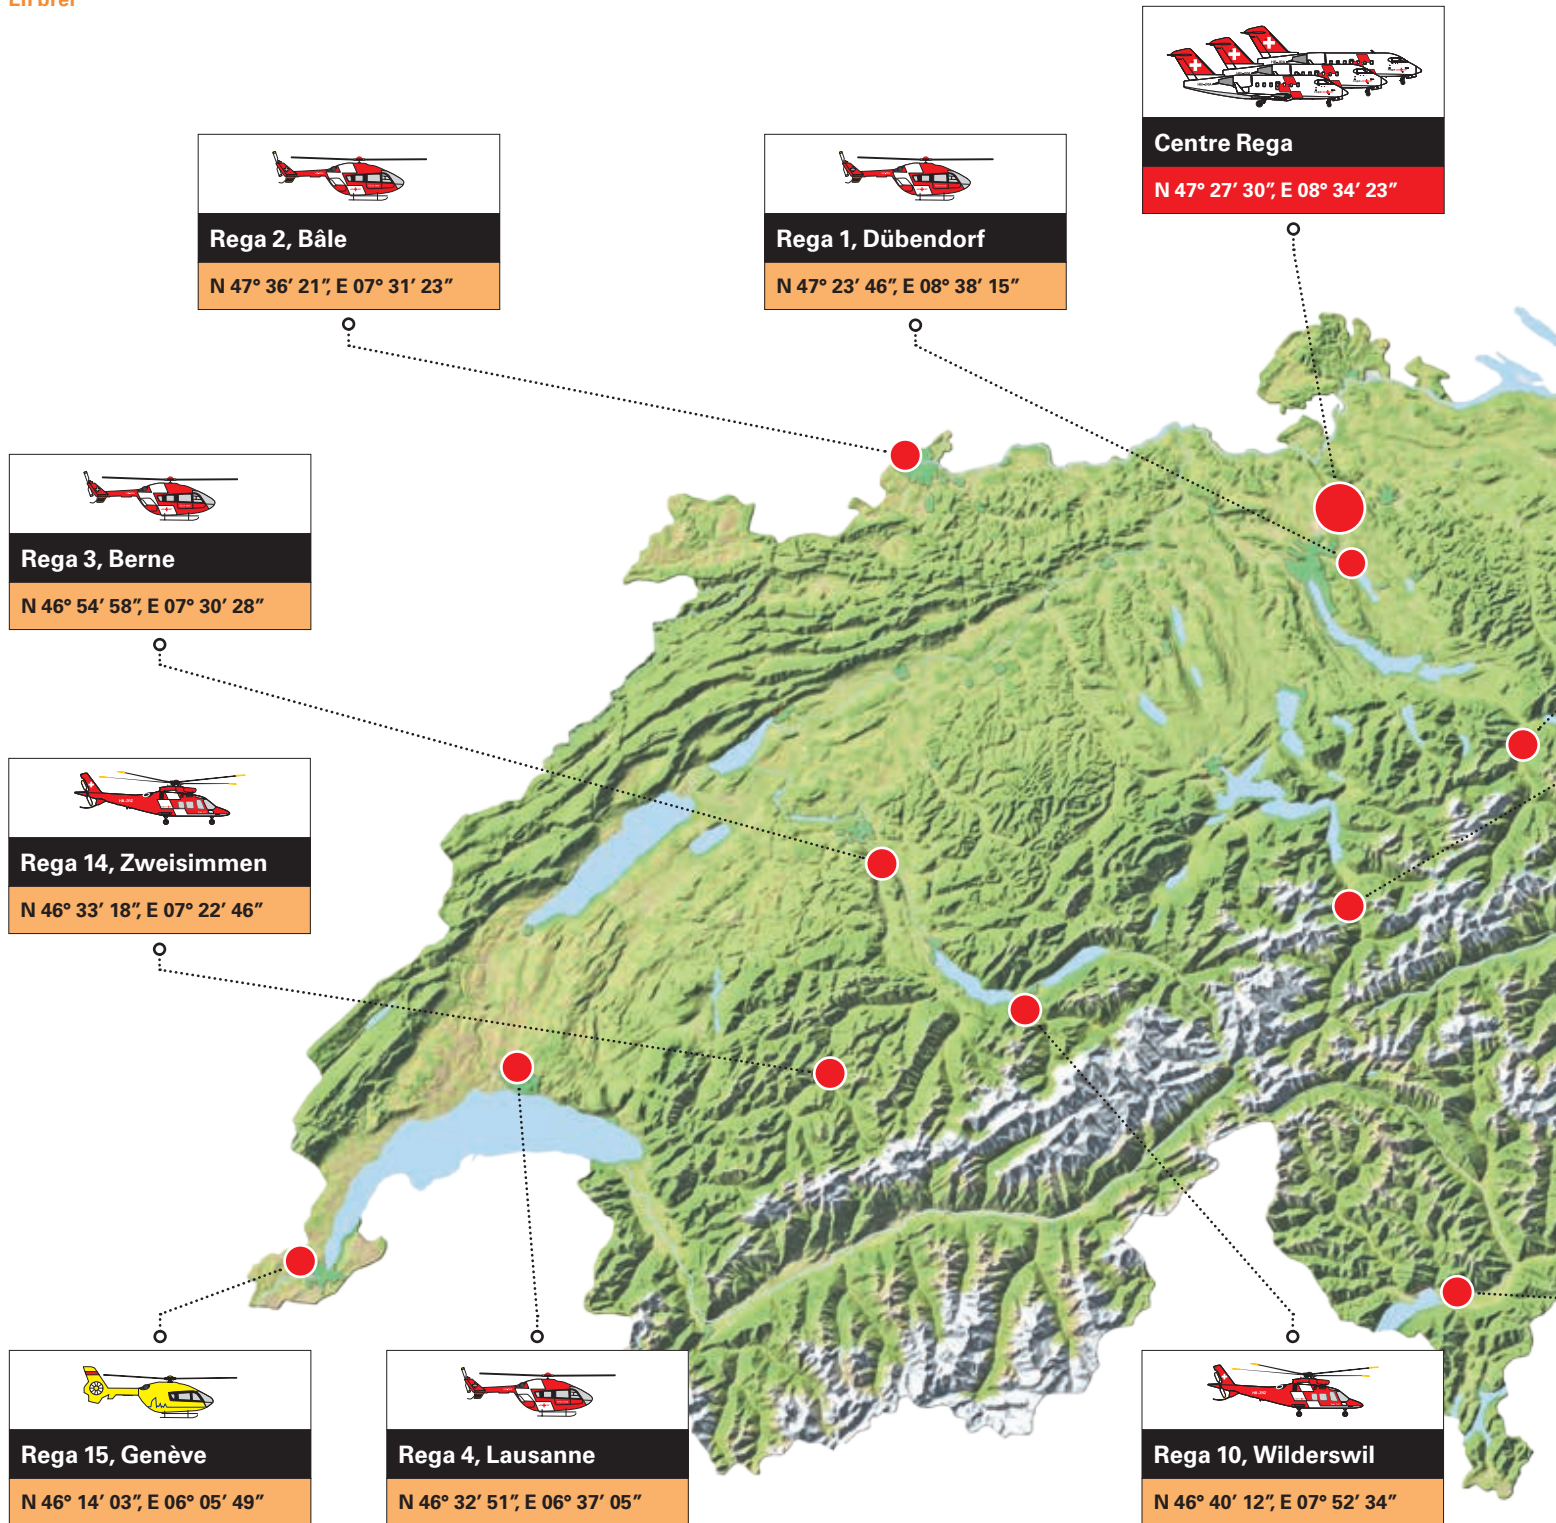 En bref
Centre Rega
N 47° 27′ 30″, E 08° 34′ 23″
Rega 2, Bâle
N 47° 36′ 21″, E 07° 31′ 23″
Rega 1, Dübendorf
N 47° 23′ 46″, E 08° 38′ 15″
Rega 3, Berne
N 46° 54′ 58″, E 07° 30′ 28″
Rega 14, Zweisimmen
N 46° 33′ 18″, E 07° 22′ 46″
Rega 15, Genève
N 46° 14′ 03″, E 06° 05′ 49″
Rega 4, Lausanne
N 46° 32′ 51″, E 06° 37′ 05″
Rega 10, Wilderswil
N 46° 40′ 12″, E 07° 52′ 34″